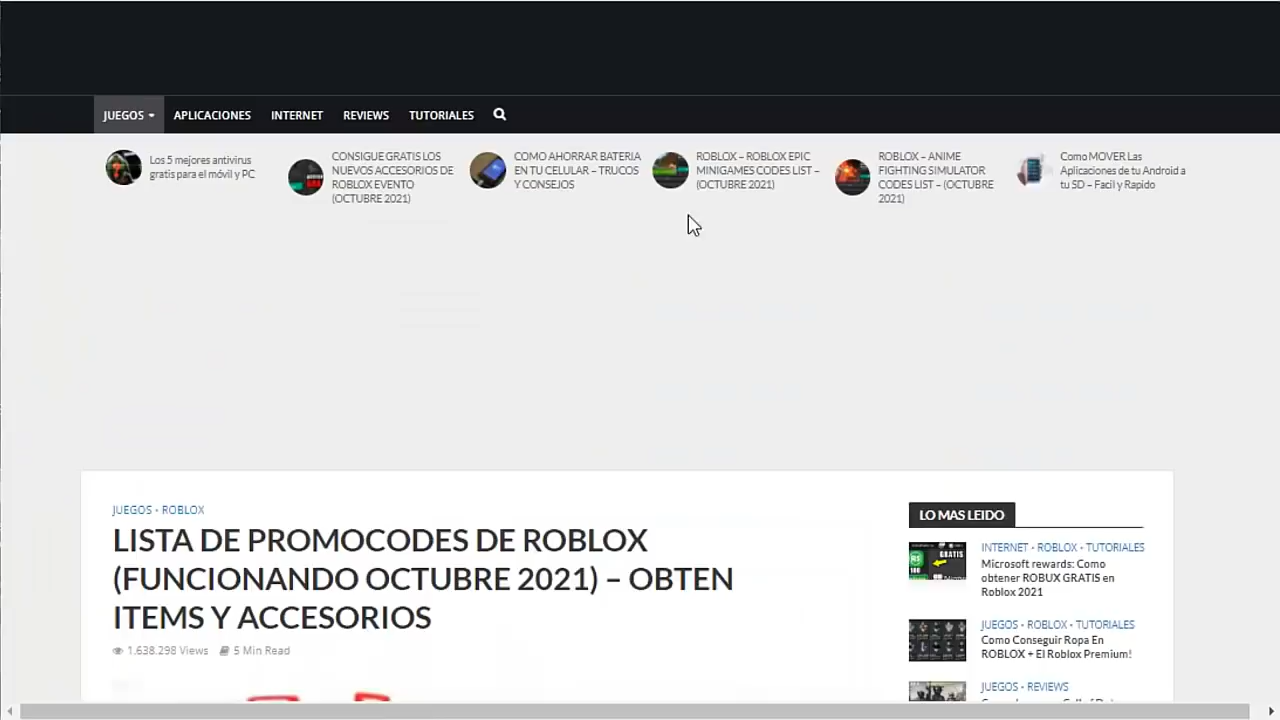 JUEGOS
APLICACIONES
INTERNET
REVIEWS
TUTORIALES
Los 5 mejores antivirus
gratis para el móvil y PC
CONSIGUE GRATIS LOS
NUEVOS ACCESORIOS DE
ROBLOX EVENTO
(OCTUBRE 2021)
COMO AHORRAR BATERIA
EN TU CELULAR – TRUCOS
Y CONSEJOS
ROBLOX – ROBLOX EPIC
MINIGAMES CODES LIST –
(OCTUBRE 2021)
ROBLOX – ANIME
FIGHTING SIMULATOR
CODES LIST – (OCTUBRE
2021)
Como MOVER Las
Aplicaciones de tu Android a
tu SD – Facil y Rapido
JUEGOS • ROBLOX
LISTA DE PROMOCODES DE ROBLOX
(FUNCIONANDO OCTUBRE 2021) – OBTEN
ITEMS Y ACCESORIOS
1.638.298 Views
5 Min Read
LO MAS LEIDO
GRATIS
INTERNET • ROBLOX • TUTORIALES
Microsoft rewards: Como
obtener ROBUX GRATIS en
Roblox 2021
JUEGOS • ROBLOX • TUTORIALES
Como Conseguir Ropa En
ROBLOX + El Roblox Premium!
JUEGOS • REVIEWS